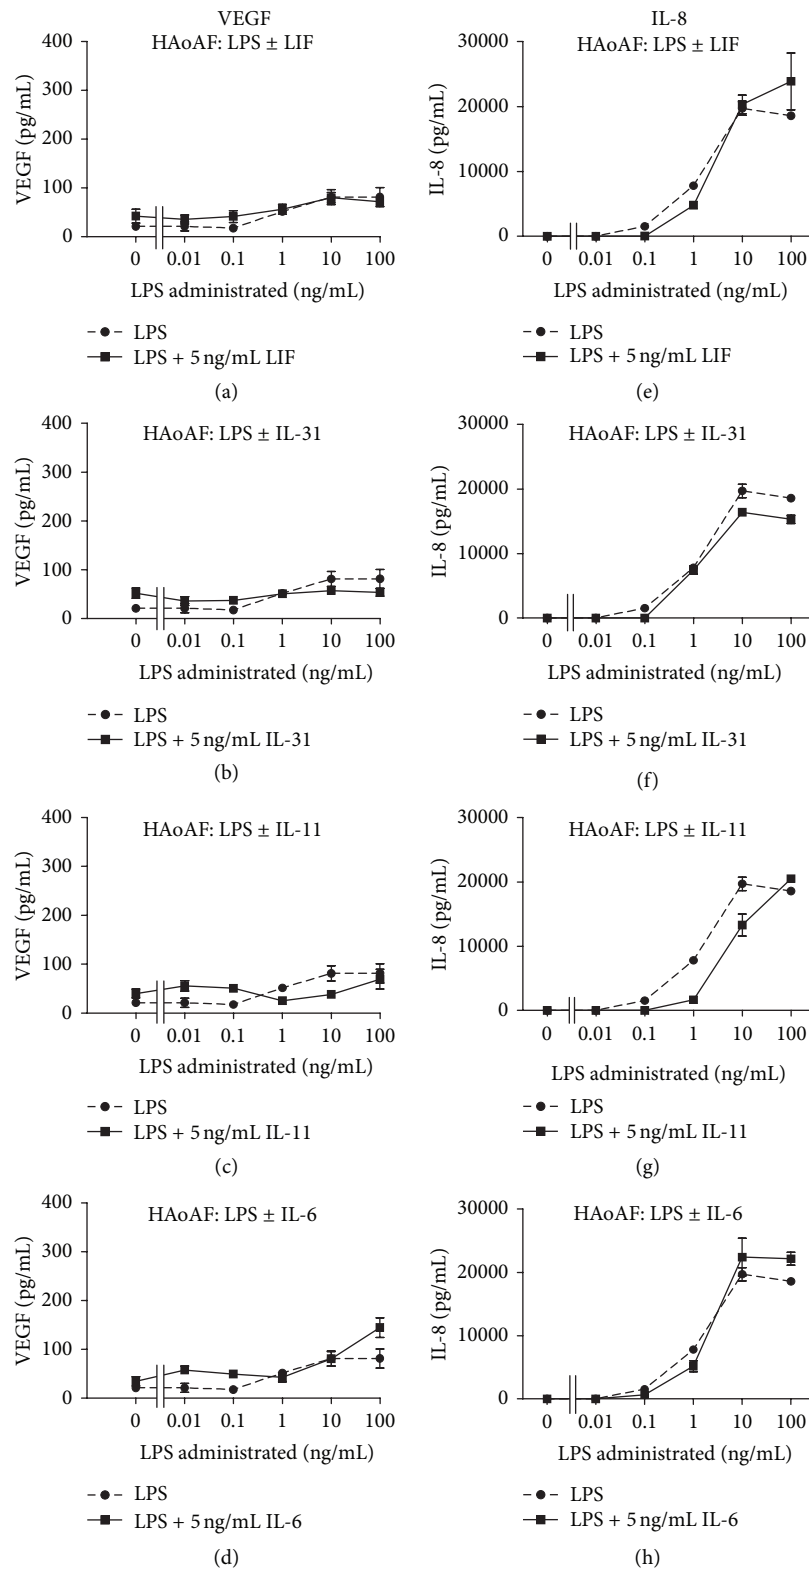 VEGF
HAoAF: LPS ± LIF
400
300
200
100
0
VEGF (pg/mL)
0 0.01 0.1 1 10 100
LPS administrated (ng/mL)
LPS
LPS + 5 ng/mL LIF
(a)
IL-8
HAoAF: LPS ± LIF
30000
20000
10000
0
IL-8 (pg/mL)
0 0.01 0.1 1 10 100
LPS administrated (ng/mL)
LPS
LPS + 5 ng/mL LIF
(e)
HAoAF: LPS ± IL-31
400
300
200
100
0
VEGF (pg/mL)
0 0.01 0.1 1 10 100
LPS administrated (ng/mL)
LPS
LPS + 5 ng/mL IL-31
(b)
HAoAF: LPS ± IL-31
30000
20000
10000
0
IL-8 (pg/mL)
0 0.01 0.1 1 10 100
LPS administrated (ng/mL)
LPS
LPS + 5 ng/mL IL-31
(f)
HAoAF: LPS ± IL-11
400
300
200
100
0
VEGF (pg/mL)
0 0.01 0.1 1 10 100
LPS administrated (ng/mL)
LPS
LPS + 5 ng/mL IL-11
(c)
HAoAF: LPS ± IL-11
30000
20000
10000
0
IL-8 (pg/mL)
0 0.01 0.1 1 10 100
LPS administrated (ng/mL)
LPS
LPS + 5 ng/mL IL-11
(g)
HAoAF: LPS ± IL-6
400
300
200
100
0
VEGF (pg/mL)
0 0.01 0.1 1 10 100
LPS administrated (ng/mL)
LPS
LPS + 5 ng/mL IL-6
(d)
HAoAF: LPS ± IL-6
30000
20000
10000
0
IL-8 (pg/mL)
0 0.01 0.1 1 10 100
LPS administrated (ng/mL)
LPS
LPS + 5 ng/mL IL-6
(h)